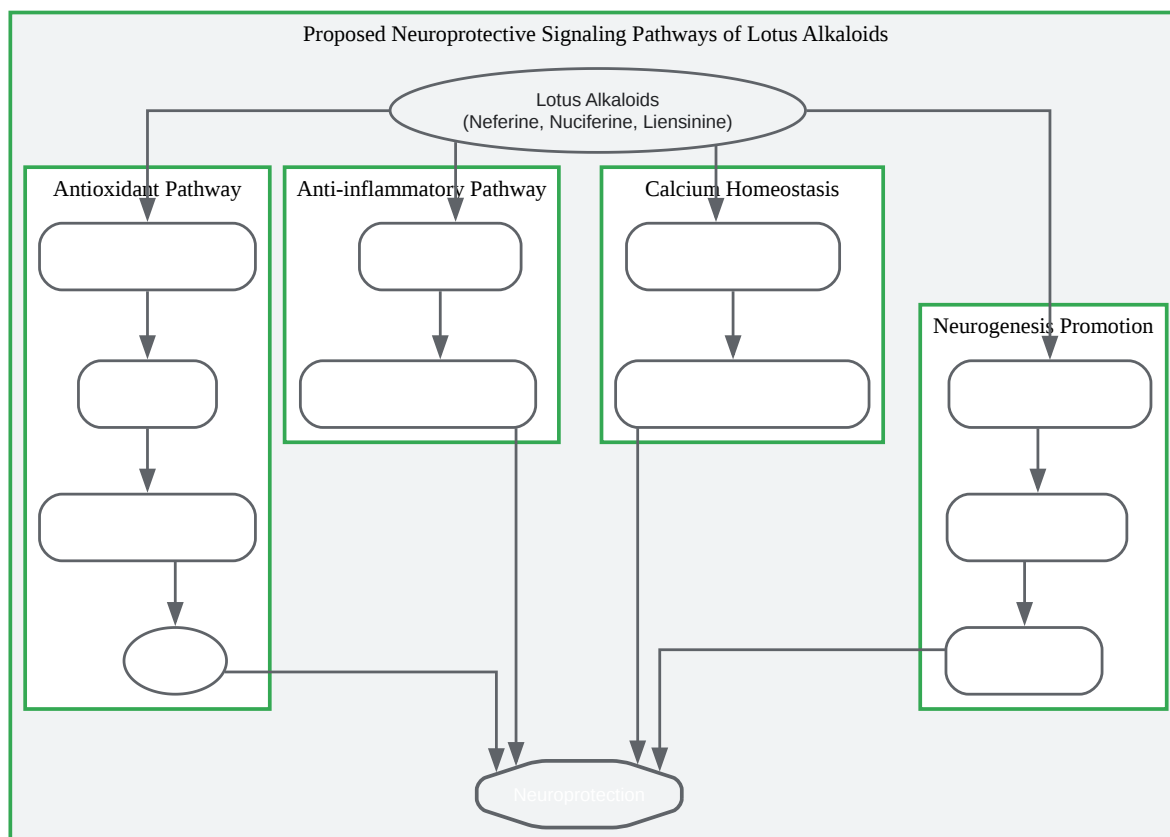 Proposed Neuroprotective Signaling Pathways of Lotus Alkaloids
Lotus Alkaloids
(Neferine, Nuciferine, Liensinine)
Antioxidant Pathway
Anti-inflammatory Pathway
Calcium Homeostasis
Neurogenesis Promotion
Neuroprotection